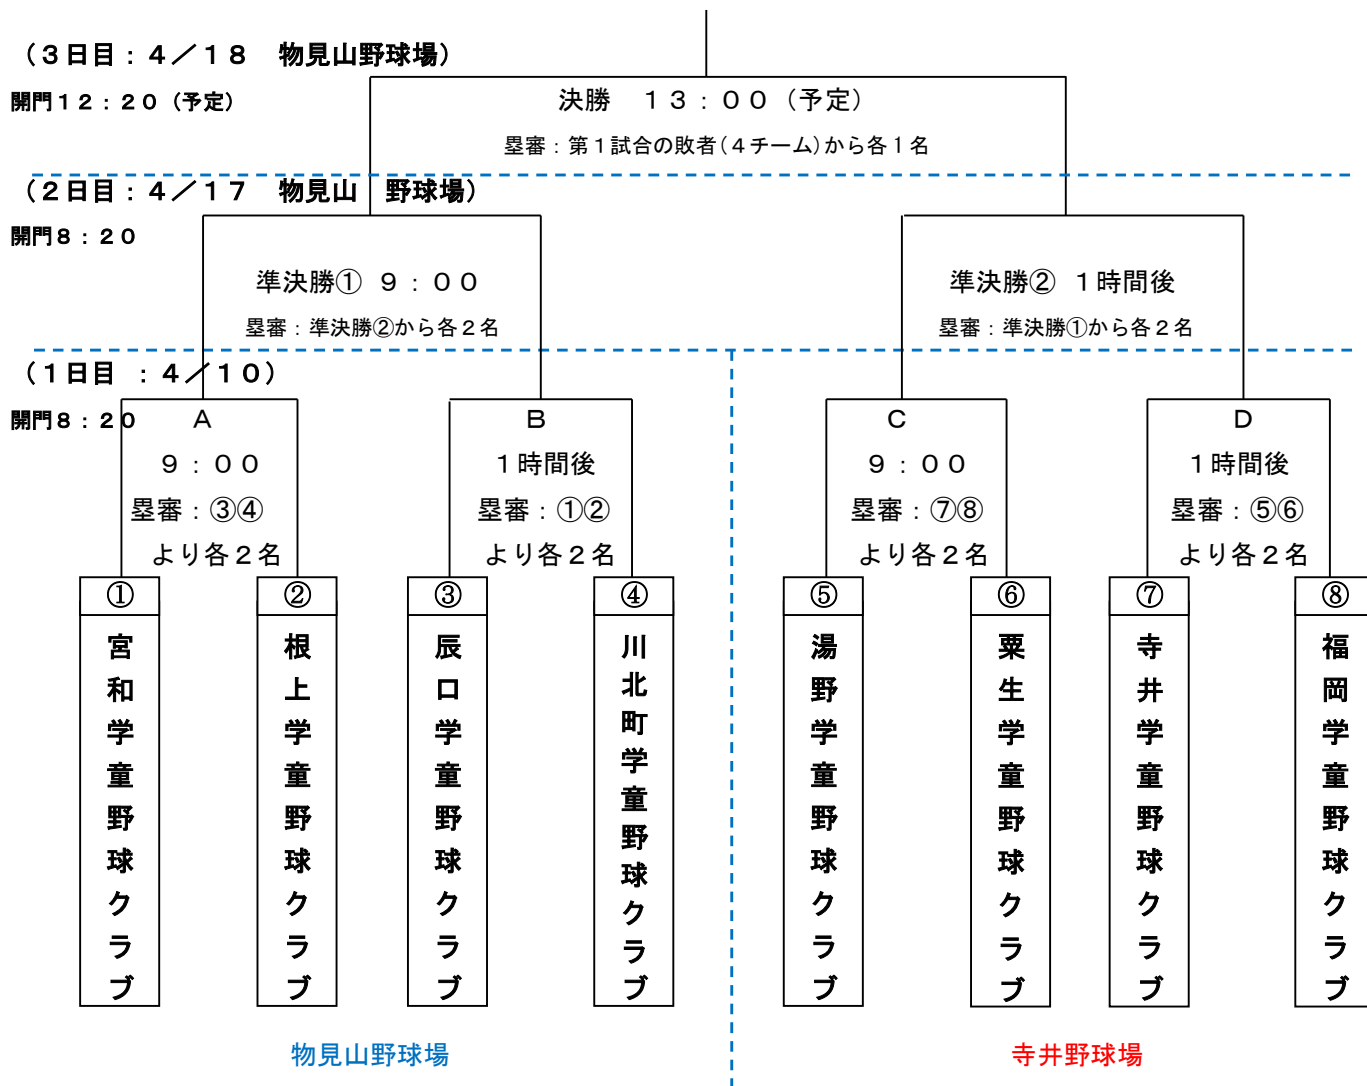 （３日目：４／１８　物見山野球場）
開門１２：２０（予定）
決勝　１３：００（予定）
塁審：第１試合の敗者（４チーム）から各１名
（２日目：４／１７　物見山　野球場）
開門８：２０
準決勝①　９：００
塁審：準決勝②から各２名
準決勝②　１時間後
塁審：準決勝①から各２名
（１日目　：４／１０）
開門８：２０
A
９：００
塁審：③④
より各２名
B
１時間後
塁審：①②
より各２名
C
９：００
塁審：⑦⑧
より各２名
D
１時間後
塁審：⑤⑥
より各２名
①
宮和学童野球クラブ
②
根上学童野球クラブ
③
辰口学童野球クラブ
④
川北町学童野球クラブ
⑤
湯野学童野球クラブ
⑥
粟生学童野球クラブ
⑦
寺井学童野球クラブ
⑧
福岡学童野球クラブ
物見山野球場
寺井野球場